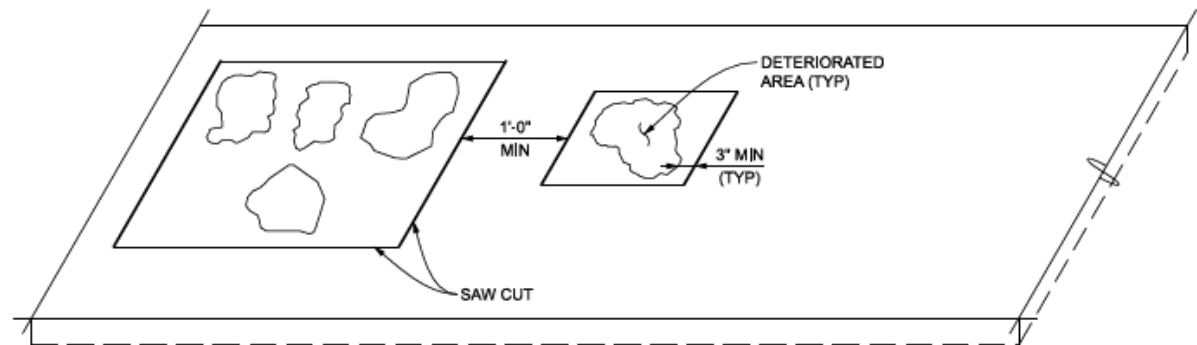 DETERIORATED
AREA (TYP)
1'-0"
MIN
3" MIN
(TYP)
SAW CUT